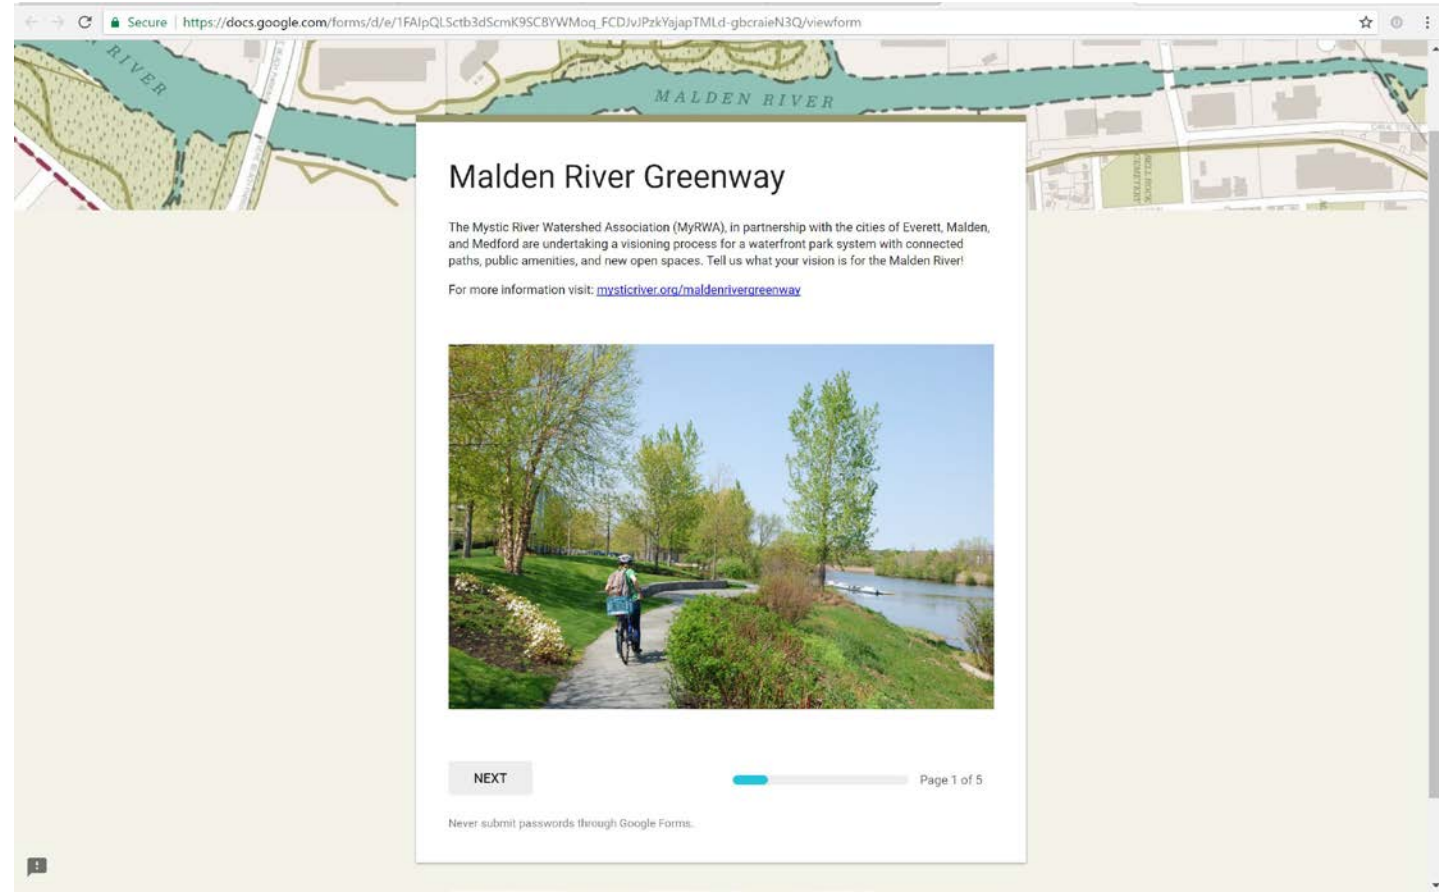 Secure | https://docs.google.com/forms/d/e/1FAIpQLSctb3dScmK9SC8YWMoq_FCDJvJPzkYajapTMLd-gbcraieN3Q/viewform
N RIVER
MALDEN RIVER
Malden River Greenway
The Mystic River Watershed Association (MyRWA), in partnership with the cities of Everett, Malden,
and Medford are undertaking a visioning process for a waterfront park system with connected
paths, public amenities, and new open spaces. Tell us what your vision is for the Malden River!
For more information visit: mysticriver.org/maldenrivergreenway
NEXT
Page 1 of 5
Never submit passwords through Google Forms.